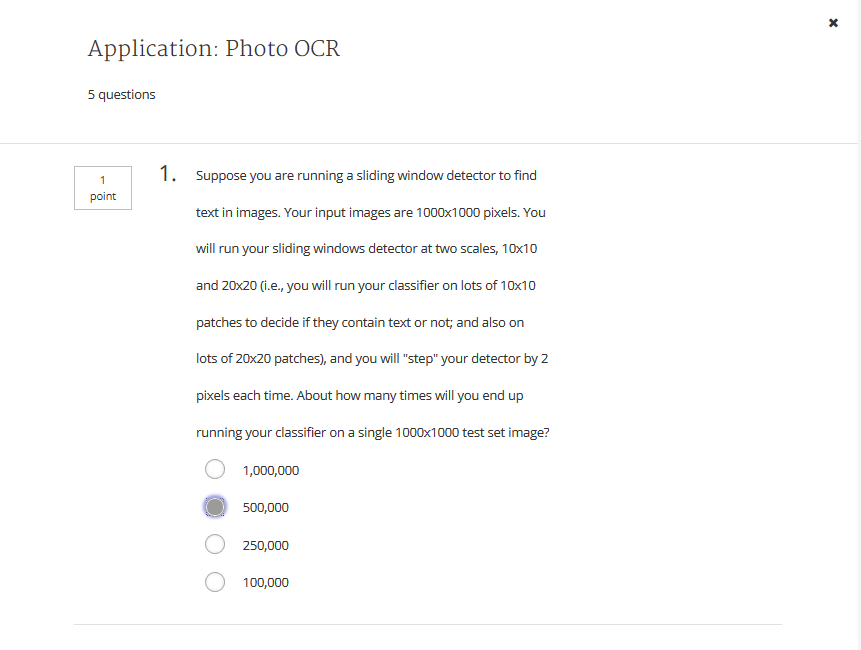 ✖
Application: Photo OCR
5 questions
1
point
1.
Suppose you are running a sliding window detector to find
text in images. Your input images are 1000x1000 pixels. You
will run your sliding windows detector at two scales, 10x10
and 20x20 (i.e., you will run your classifier on lots of 10x10
patches to decide if they contain text or not; and also on
lots of 20x20 patches), and you will "step" your detector by 2
pixels each time. About how many times will you end up
running your classifier on a single 1000x1000 test set image?
1,000,000
500,000
250,000
100,000